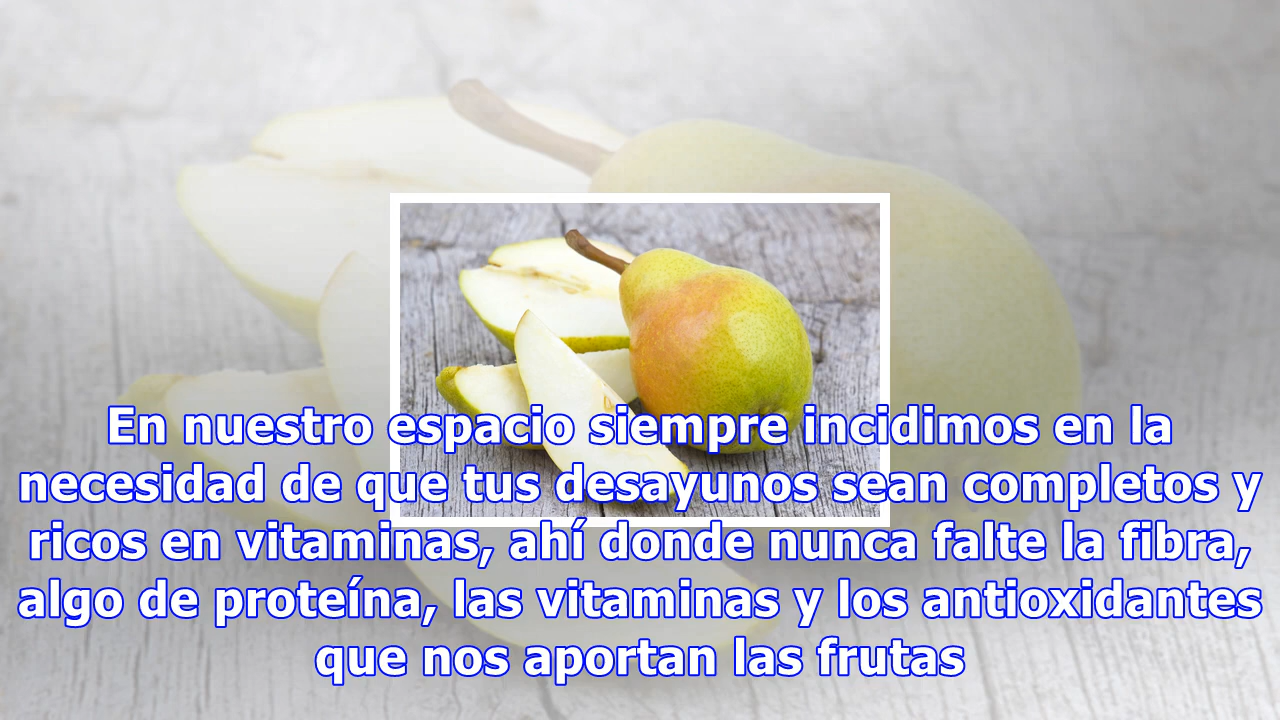 En nuestro espacio siempre incidimos en la
necesidad de que tus desayunos sean completos y
ricos en vitaminas, ahí donde nunca falte la fibra,
algo de proteína, las vitaminas y los antioxidantes
que nos aportan las frutas